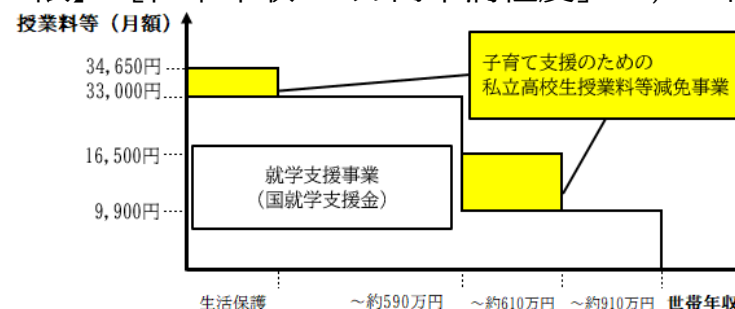 授業料等（月額）
子育て支援のための
私立高校生授業料等減免事業
34,650円
33,000円
16,500円
9,900円
就学支援事業
（国就学支援金）
生活保護
～約590万円
～約610万円
～約910万円
世帯年収